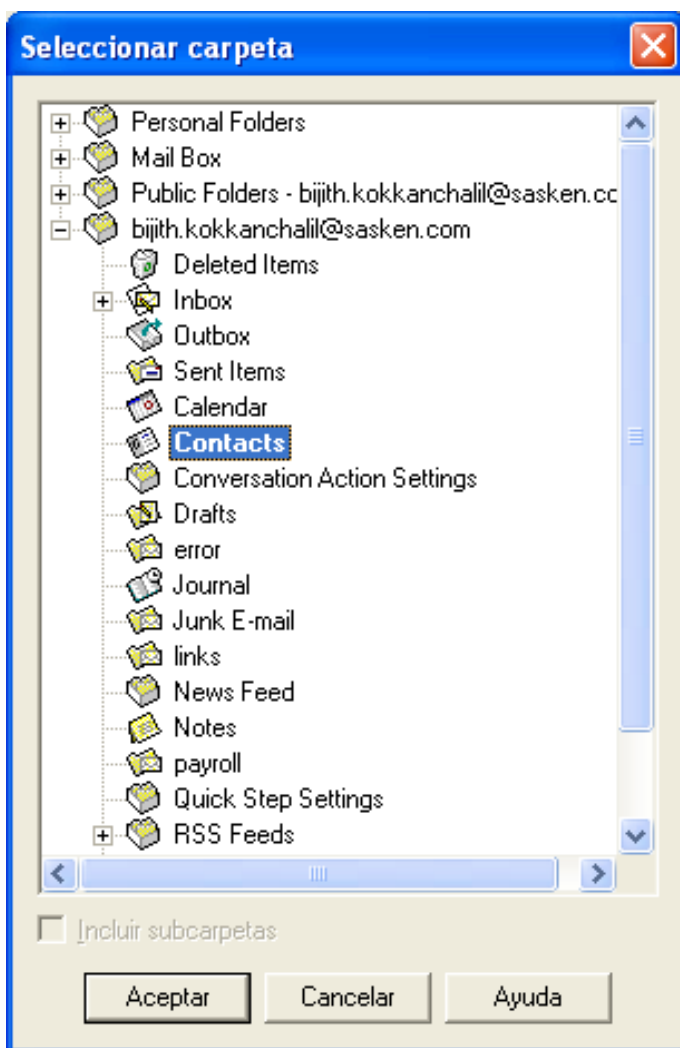 Seleccionar carpeta
Personal Folders
Mail Box
Public Folders - bijith.kokkanchalil@sasken.cc
bijith.kokkanchalil@sasken.com
Deleted Items
Inbox
Outbox
Sent Items
Calendar
Contacts
Conversation Action Settings
Drafts
error
Journal
Junk E-mail
links
News Feed
Notes
payroll
Quick Step Settings
RSS Feeds
Incluir subcarpetas
Aceptar Cancelar Ayuda